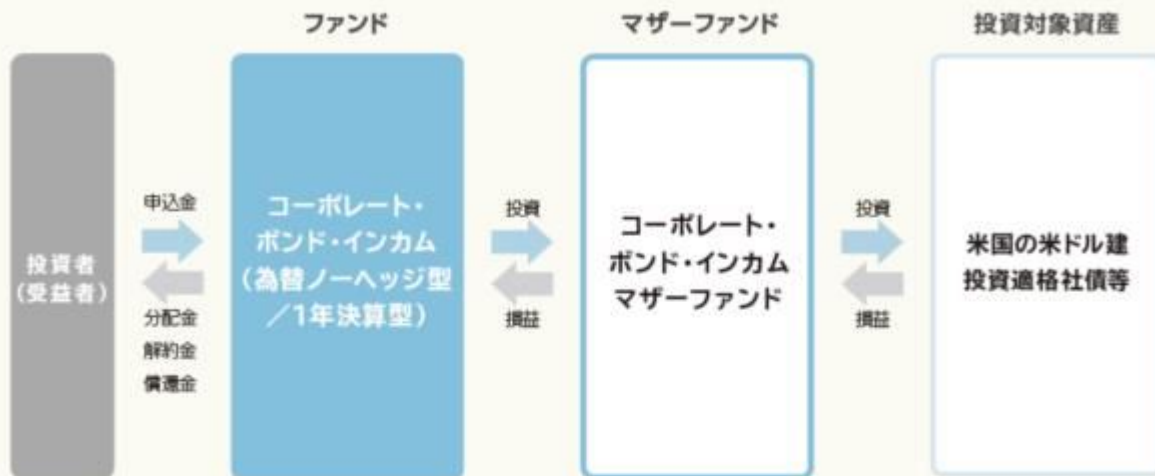 ファンド
マザーファンド
投資対象資産
投資者
(受益者)
申込金
分配金
解約金
償還金
コーポレート・
ボンド・インカム
(為替ノーヘッジ型
/1年決算型)
投資
損益
コーポレート・
ボンド・インカム
マザーファンド
投資
損益
米国の米ドル建
投資適格社債等